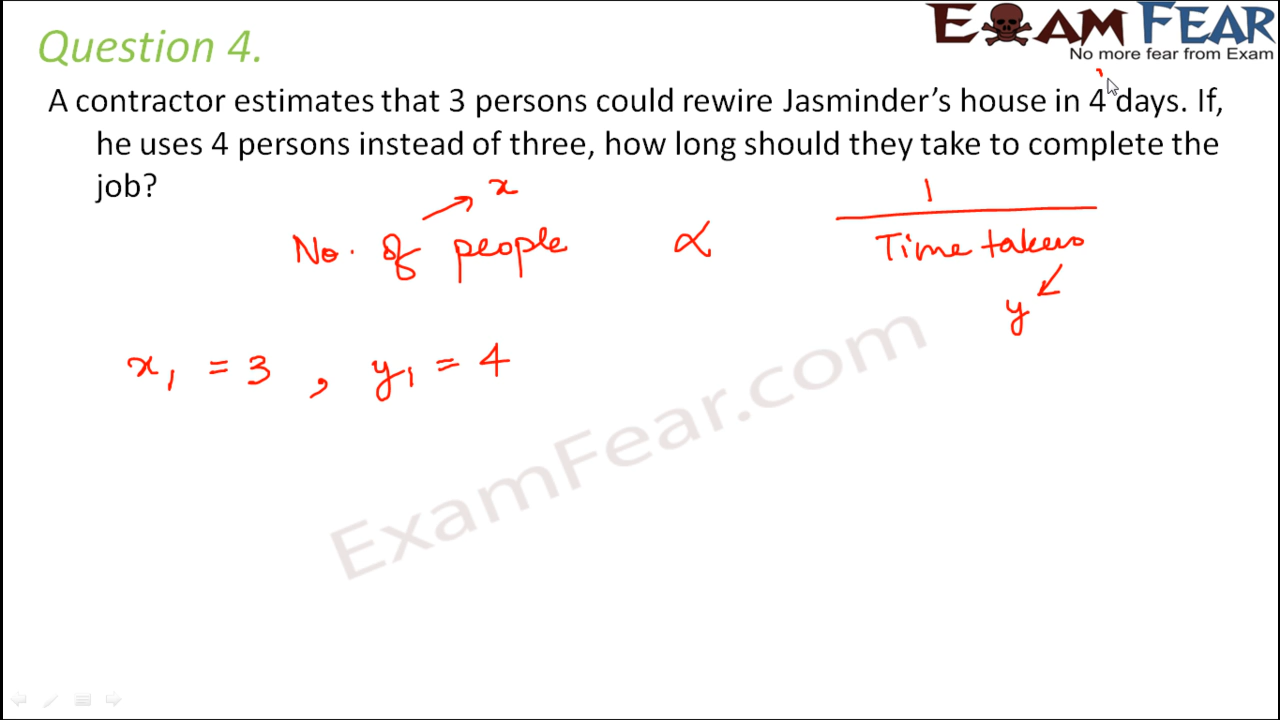 EXAM FEAR
No more fear from Exam
Question 4.
A contractor estimates that 3 persons could rewire Jasminder’s house in 4 days. If,
he uses 4 persons instead of three, how long should they take to complete the
job?
x
1
No. of people ∝ Time taken
y
x₁ = 3 , y₁ = 4
ExamFear.com